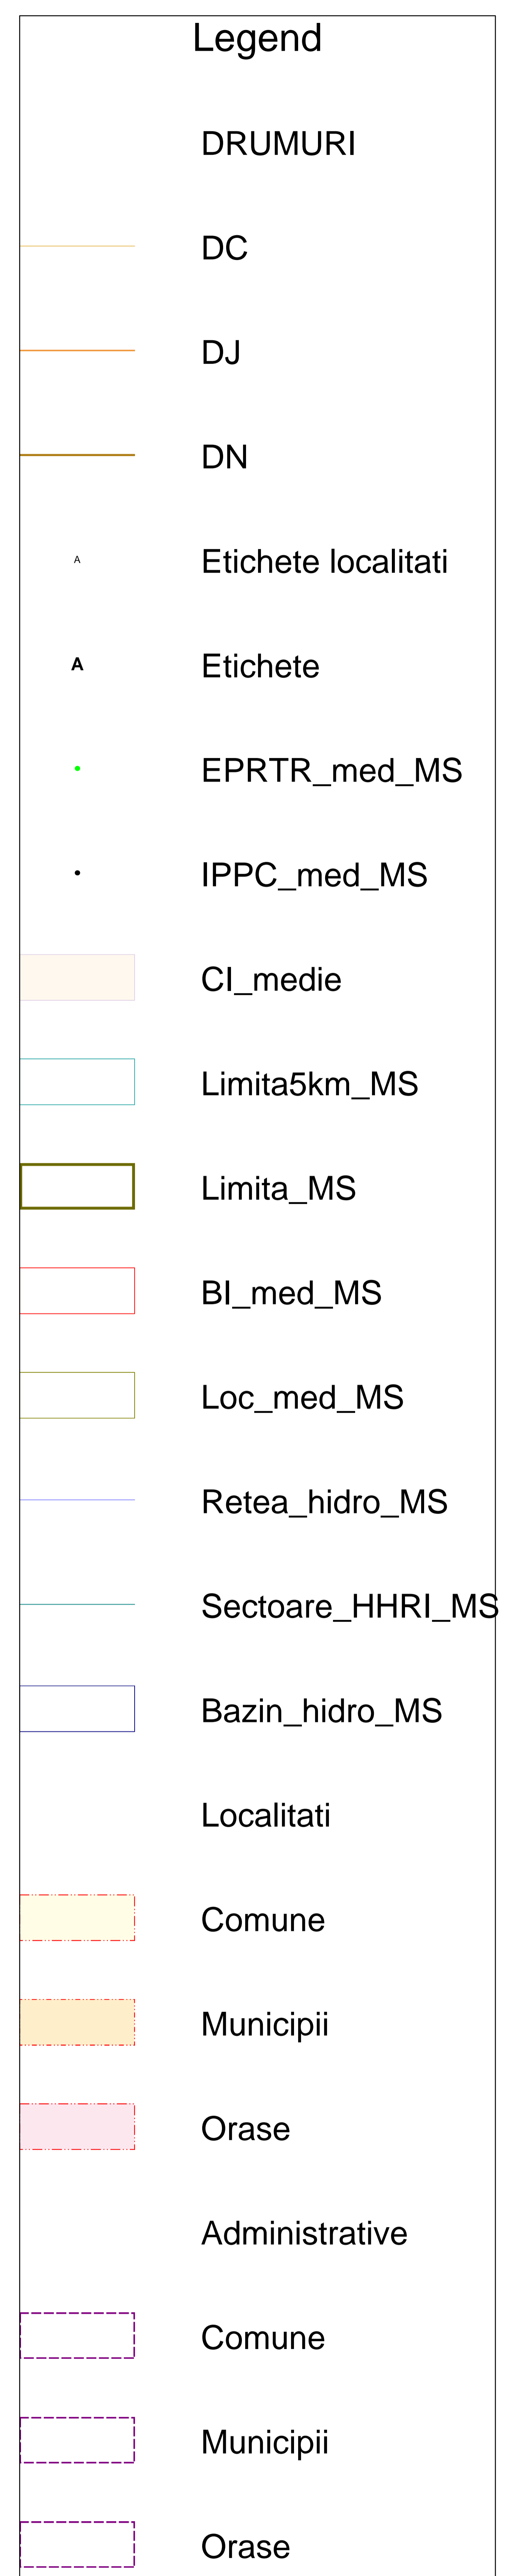 Legend
DRUMURI
DC
DJ
DN
A Etichete localitati
A Etichete
EPRTR_med_MS
IPPC_med_MS
CI_medie
Limita5km_MS
Limita_MS
BI_med_MS
Loc_med_MS
Retea_hidro_MS
Sectoare_HHRI_MS
Bazin_hidro_MS
Localitati
Comune
Municipii
Orase
Administrative
Comune
Municipii
Orase